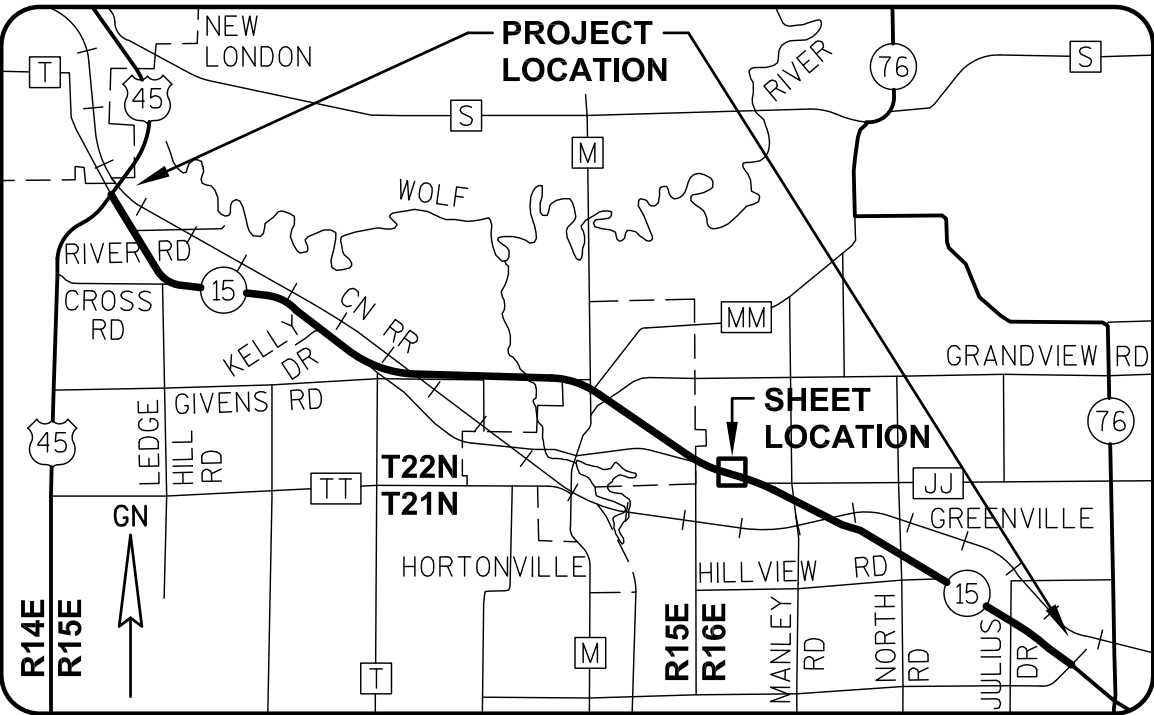 NEW
LONDON
PROJECT
LOCATION
T
45
S
76
S
RIVER
M
WOLF
RIVER RD
15
CROSS
RD
CN RR
KELLY
DR
MM
GRANDVIEW RD
GIVENS RD
LEDGE
HILL
RD
45
SHEET
LOCATION
76
T22N
T21N
TT
JJ
GN
GREENVILLE
HORTONVILLE
HILLVIEW RD
15
R14E
R15E
R15E
R16E
MANLEY
RD
NORTH
RD
JULIUS
DR
M
T